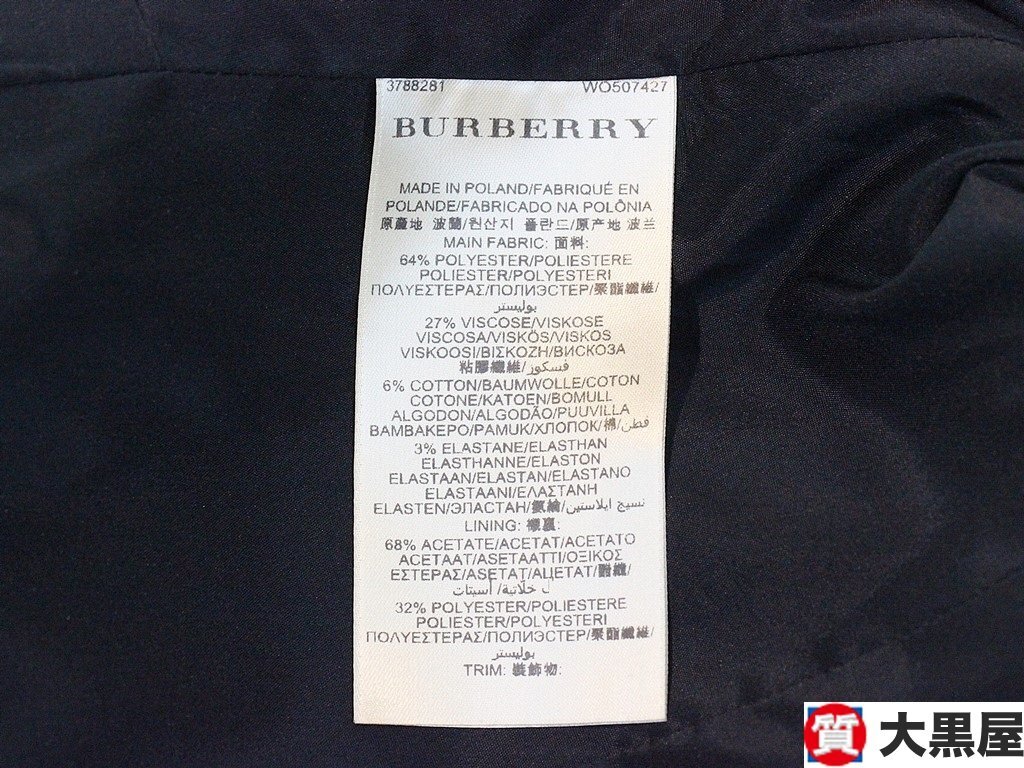 3788281 WO507427
BURBERRY
MADE IN POLAND/FABRIQUÉ EN
POLANDE/FABRICADO NA POLÔNIA
原產地 波蘭/원산지 폴란드/原产地 波兰
MAIN FABRIC: 面料:
64% POLYESTER/POLIESTERE
POLIESTER/POLYESTERI
ΠΟΛΥΕΣΤΕΡΑΣ/ПОЛИЭСТЕР/聚酯纖維/
بوليستر
27% VISCOSE/VISKOSE
VISCOSA/VISKÖS/VISKOS
VISKOOSI/ΒΙΣΚΟΖΗ/ВИСКОЗА
粘膠纖維/فسكوز
6% COTTON/BAUMWOLLE/COTON
COTONE/KATOEN/BOMULL
ALGODON/ALGODÃO/PUUVILLA
ΒΑΜΒΑΚΕΡΟ/PAMUK/ХЛОПОК/棉/قطن
3% ELASTANE/ELASTHAN
ELASTHANNE/ELASTON
ELASTAAN/ELASTAN/ELASTANO
ELASTAANI/ΕΛΑΣΤΑΝΗ
ELASTEN/ЭЛАСТАН/氨綸/نسيج ايلاستين
LINING: 襯裏:
68% ACETATE/ACETAT/ACETATO
ACETAAT/ASETAATTI/ΟΞΙΚΟΣ
ΕΣΤΕΡΑΣ/ASETAT/АЦЕТАТ/醋纖/
خلاتية/ أسيتات
32% POLYESTER/POLIESTERE
POLIESTER/POLYESTERI
ΠΟΛΥΕΣΤΕΡΑΣ/ПОЛИЭСТЕР/聚酯纖維/
بوليستر
TRIM: 裝飾物:
質 大黒屋